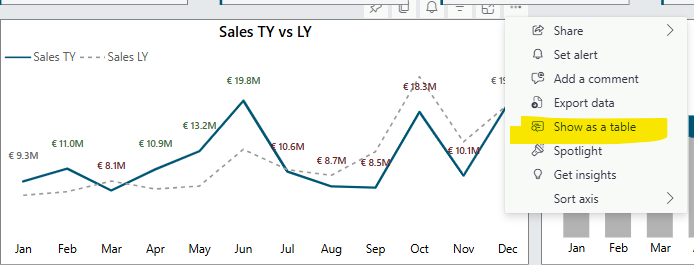 Sales TY vs LY
Sales TY
Sales LY
€ 9.3M
€ 11.0M
€ 8.1M
€ 10.9M
€ 13.2M
€ 19.8M
€ 10.6M
€ 8.7M
€ 8.5M
€ 18.3M
€ 10.1M
Jan
Feb
Mar
Apr
May
Jun
Jul
Aug
Sep
Oct
Nov
Dec
Share
Set alert
Add a comment
Export data
Show as a table
Spotlight
Get insights
Sort axis
Jan
Feb
Mar